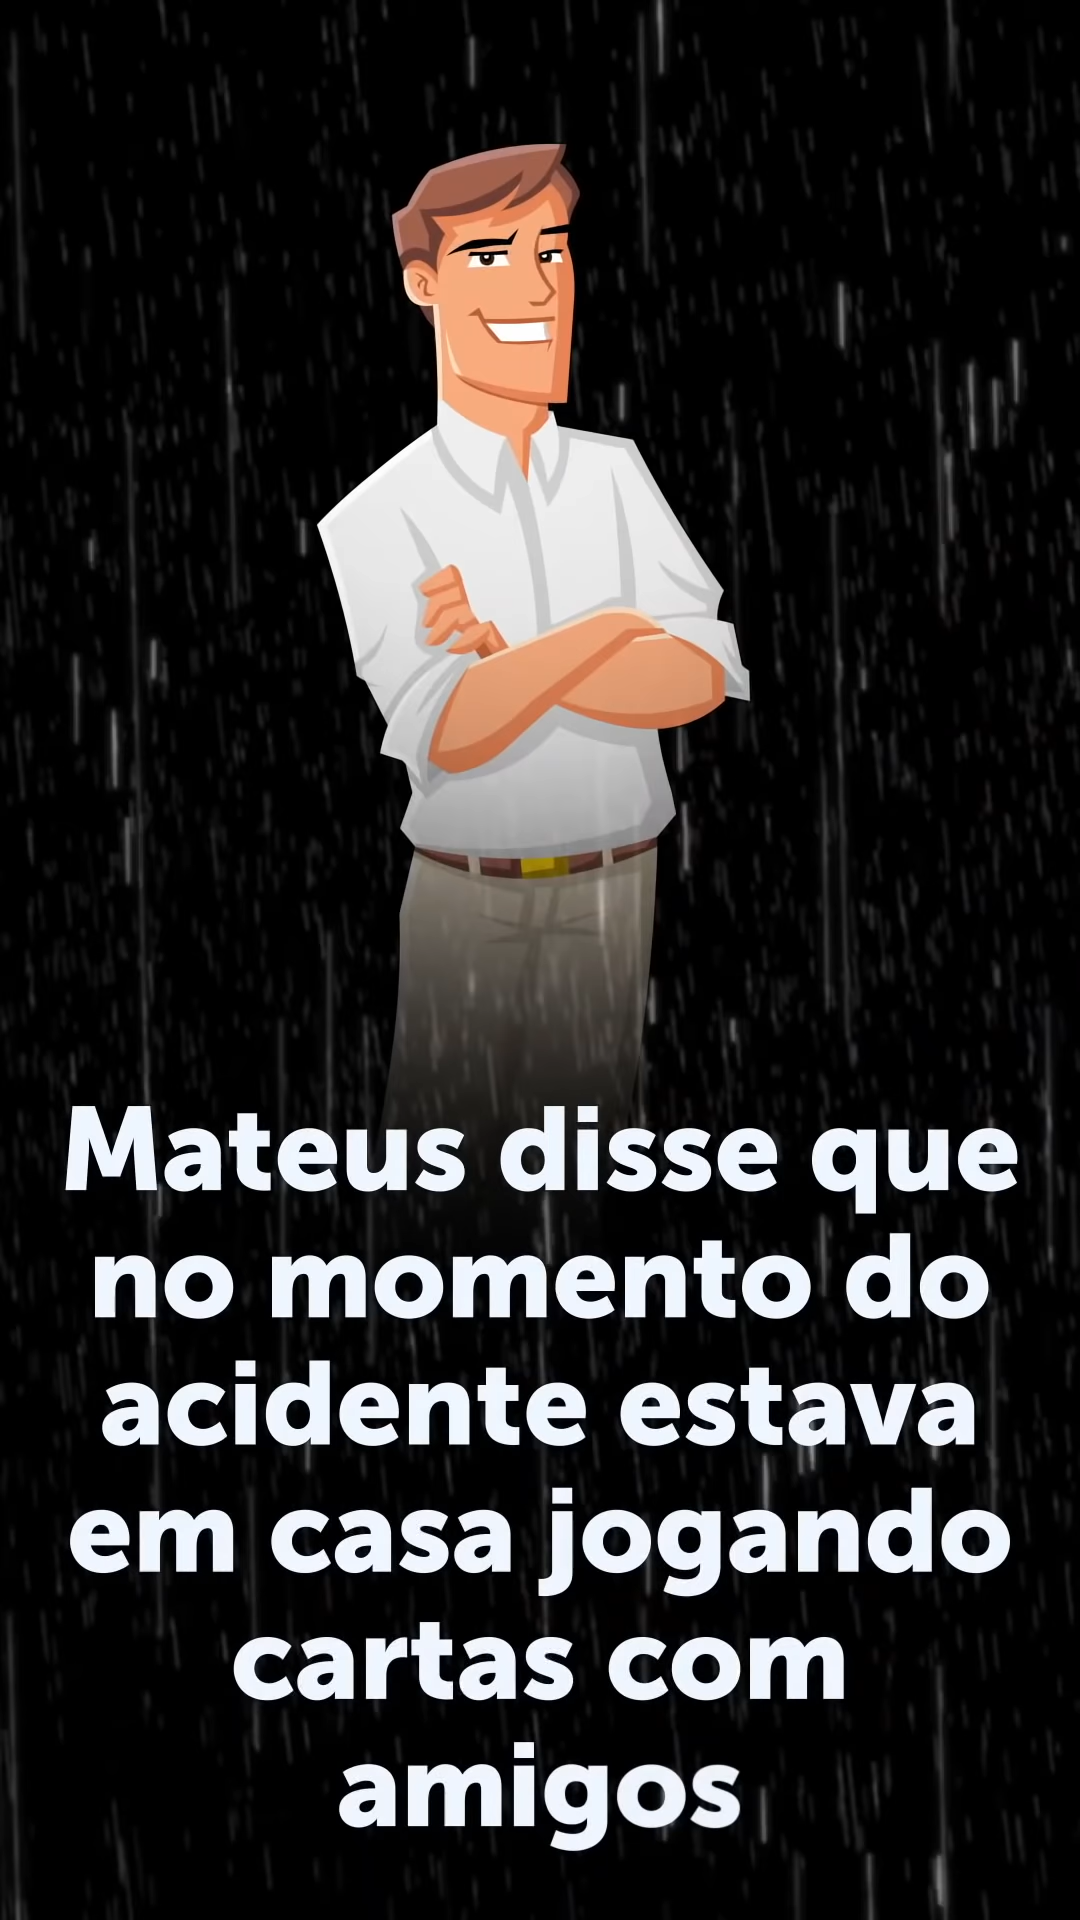 Mateus disse que
no momento do
acidente estava
em casa jogando
cartas com
amigos